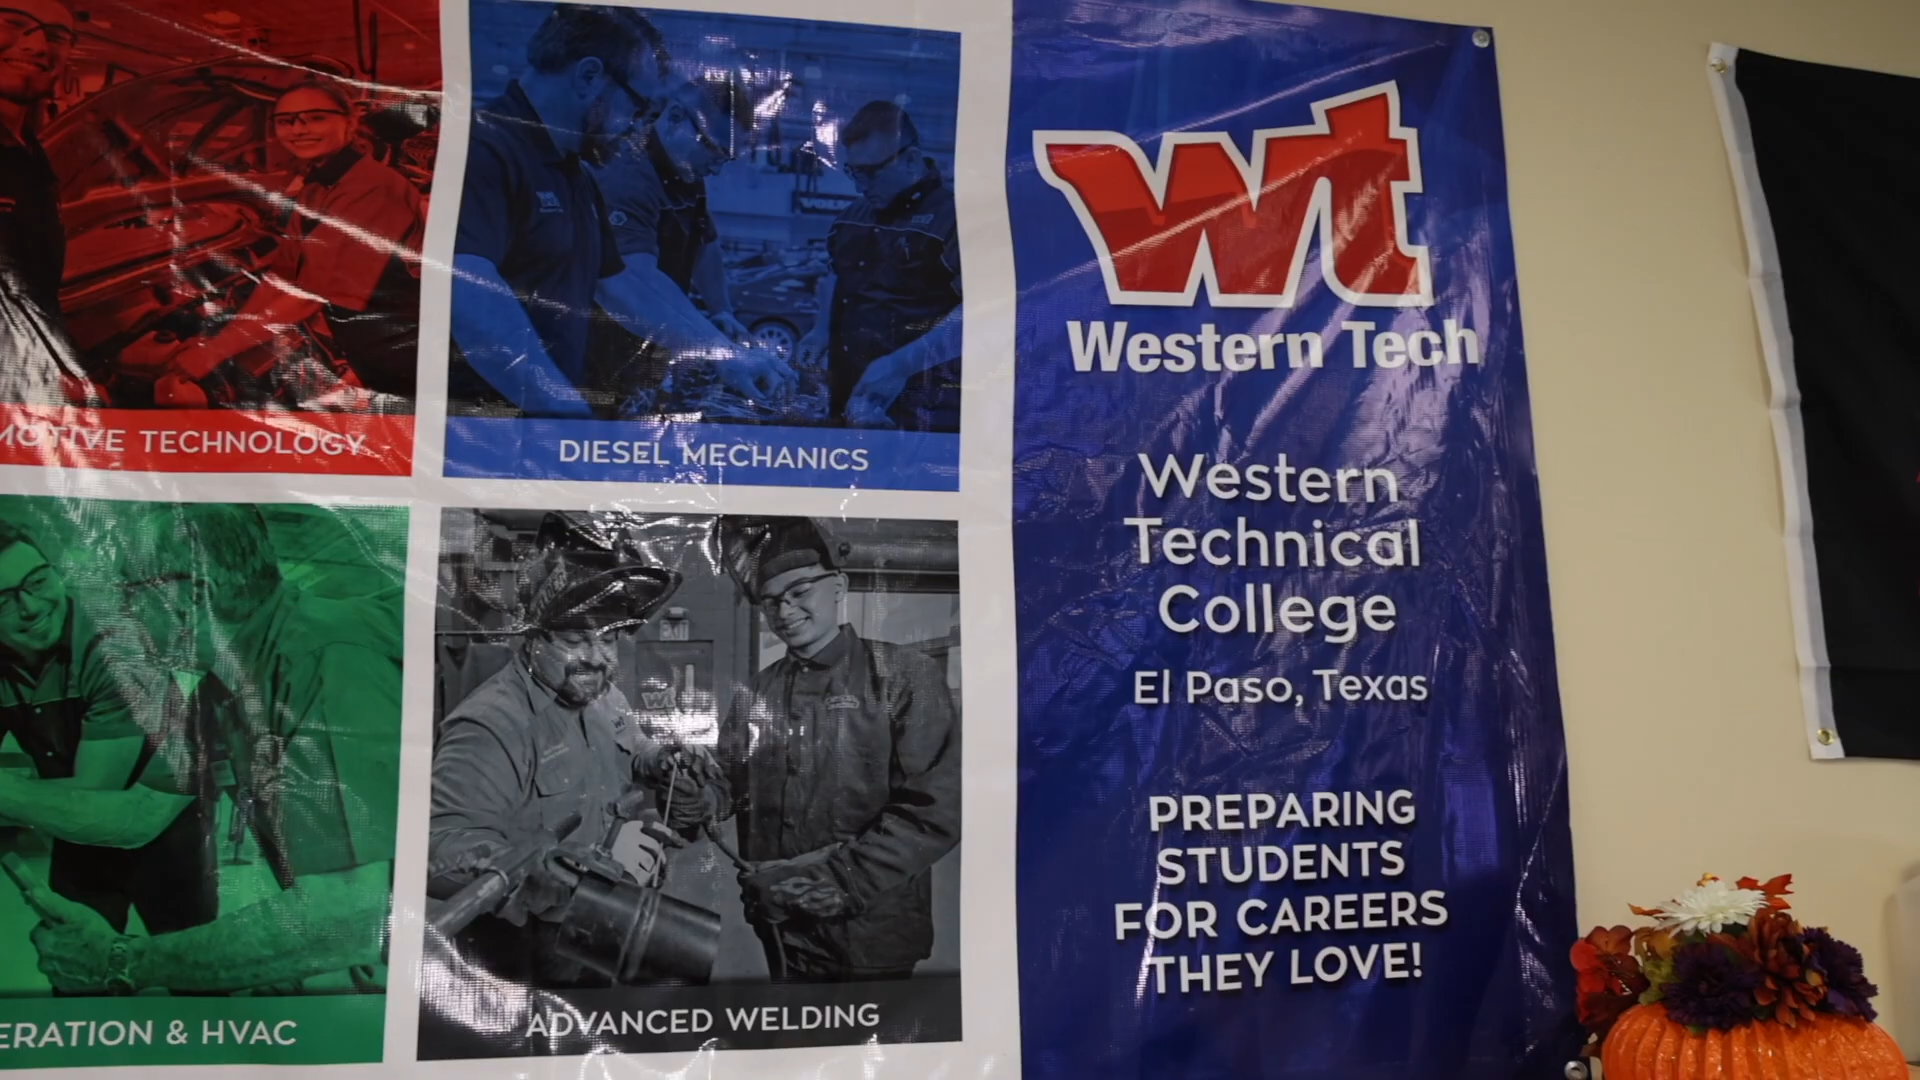 MOTIVE TECHNOLOGY
DIESEL MECHANICS
ERATION & HVAC
ADVANCED WELDING
wt
Western Tech
Western
Technical
College
El Paso, Texas
PREPARING
STUDENTS
FOR CAREERS
THEY LOVE!